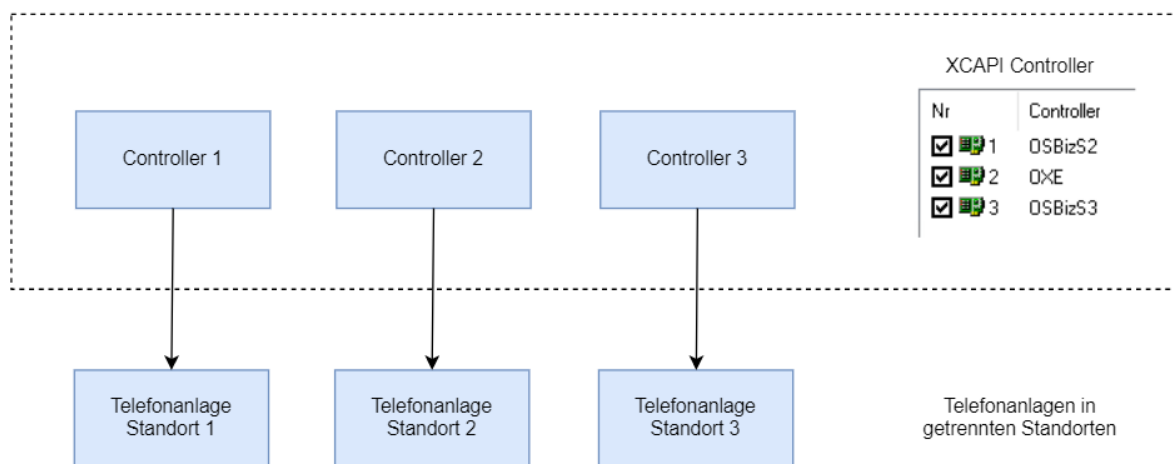 XCAPI Controller
Nr Controller
1 OSBizS2
2 OXE
3 OSBizS3
Controller 1
Controller 2
Controller 3
Telefonanlage
Standort 1
Telefonanlage
Standort 2
Telefonanlage
Standort 3
Telefonanlagen in
getrennten Standorten